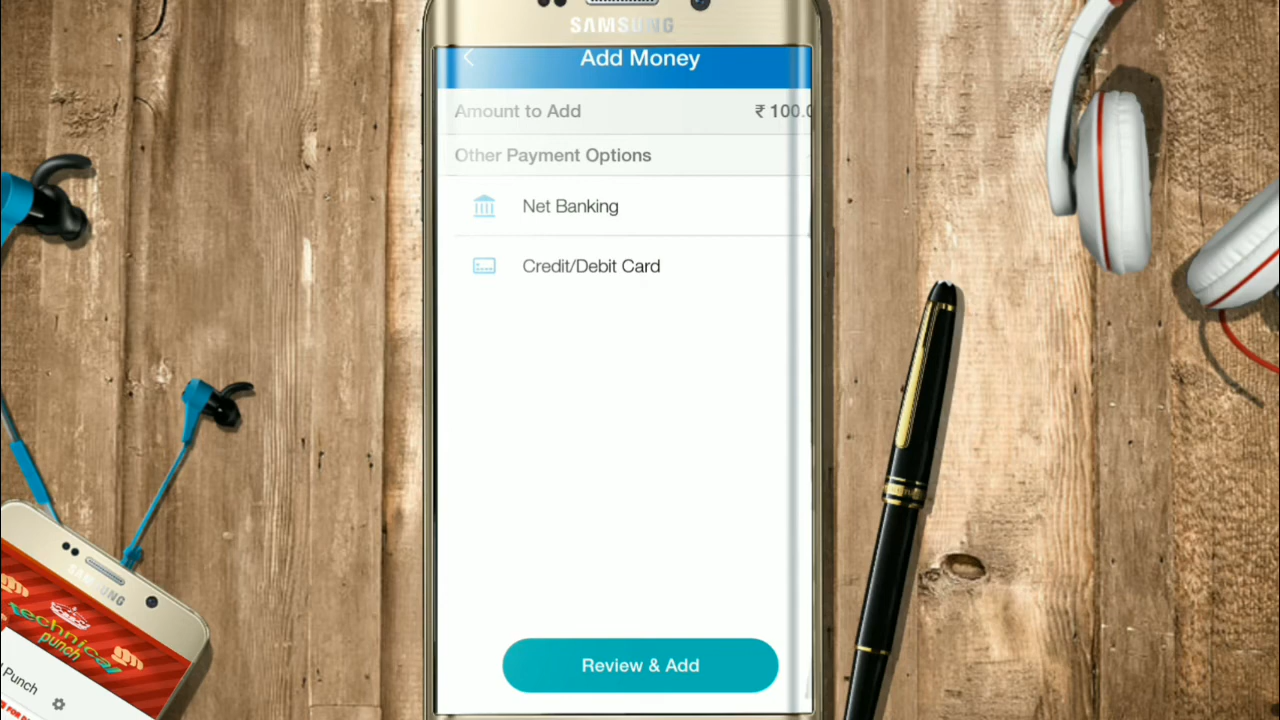 SAMSUNG
Add Money
Amount to Add ₹ 100.0
Other Payment Options
Net Banking
Credit/Debit Card
Review & Add
SAMSUNG
technical
punch
Punch